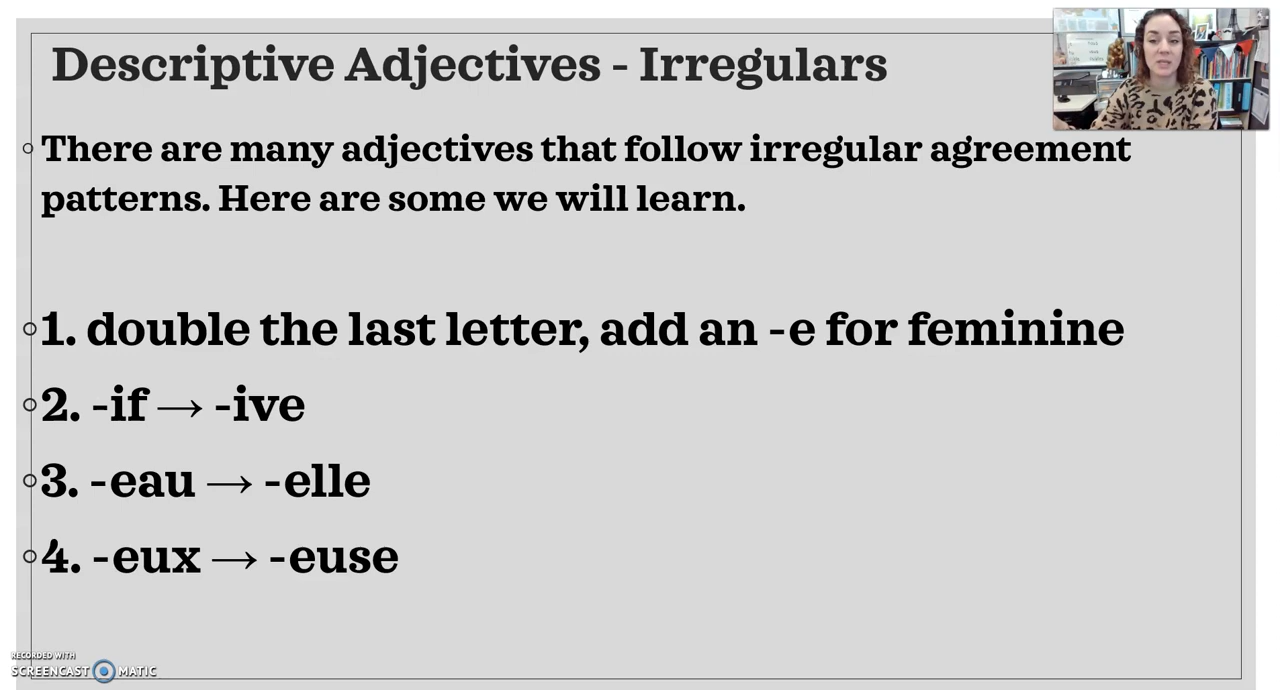 Descriptive Adjectives - Irregulars
There are many adjectives that follow irregular agreement
patterns. Here are some we will learn.
1. double the last letter, add an -e for feminine
2. -if → -ive
3. -eau → -elle
4. -eux → -euse
RECORDED WITH
SCREENCAST MATIC